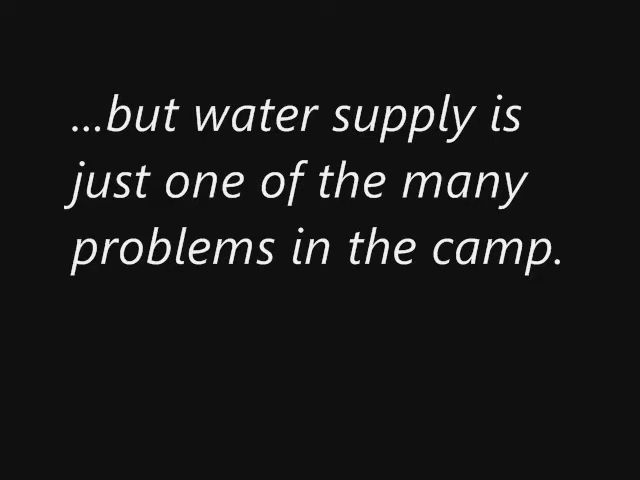 ...but water supply is
just one of the many
problems in the camp.